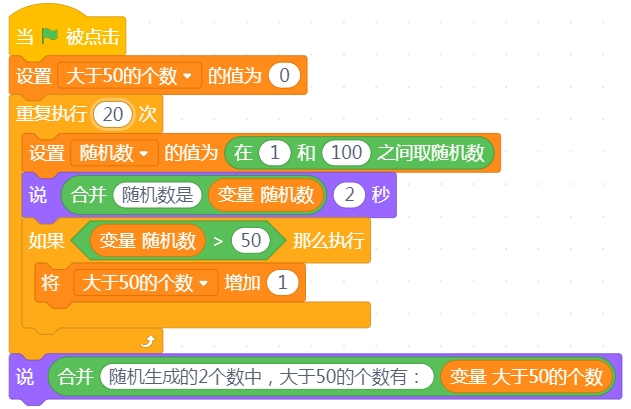 当 被点击
设置 大于50的个数 的值为 0
重复执行 20 次
设置 随机数 的值为 在 1 和 100 之间取随机数
说 合并 随机数是 变量 随机数 2 秒
如果 变量 随机数 > 50 那么执行
将 大于50的个数 增加 1
说 合并 随机生成的2个数中，大于50的个数有： 变量 大于50的个数